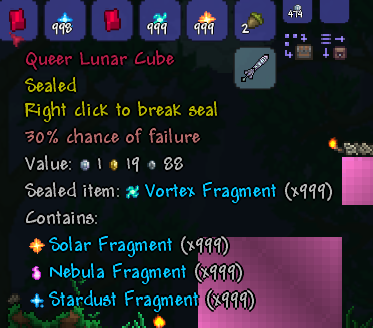 998 999 999 2 474
Queer Lunar Cube
Sealed
Right click to break seal
30% chance of failure
Value: 1 19 88
Sealed item: Vortex Fragment (x999)
Contains:
Solar Fragment (x999)
Nebula Fragment (x999)
Stardust Fragment (x999)